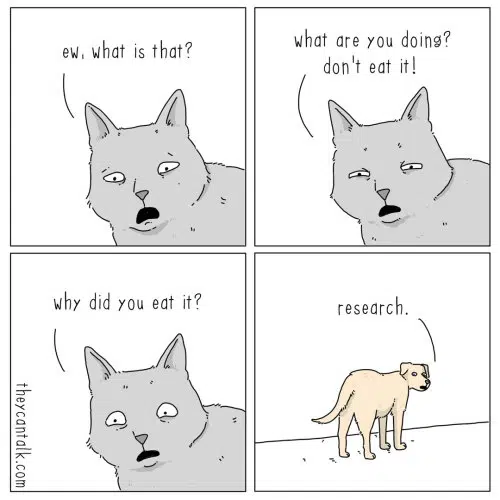 ew, what is that?
what are you doing?
don't eat it!
why did you eat it?
research.
theycantalk.com